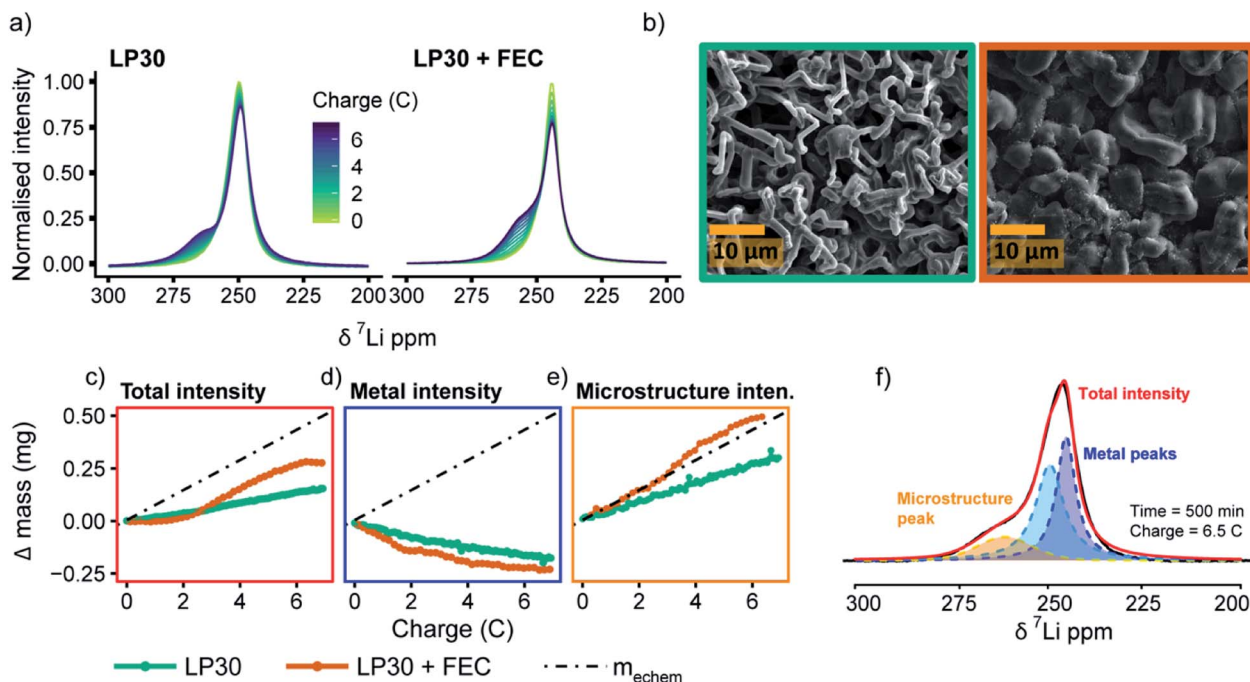 a)
LP30
LP30 + FEC
b)
Normalised intensity
1.00
0.75
0.50
0.25
0.00
Charge (C)
6
4
2
0
300 275 250 225 200
300 275 250 225 200
δ ⁷Li ppm
10 µm
10 µm
c) Total intensity
d) Metal intensity
e) Microstructure inten.
f)
Δ mass (mg)
0.50
0.25
0.00
−0.25
0 2 4 6
0 2 4 6
0 2 4 6
Charge (C)
LP30
LP30 + FEC
m_echem
Total intensity
Metal peaks
Microstructure
peak
Time = 500 min
Charge = 6.5 C
300 275 250 225 200
δ ⁷Li ppm